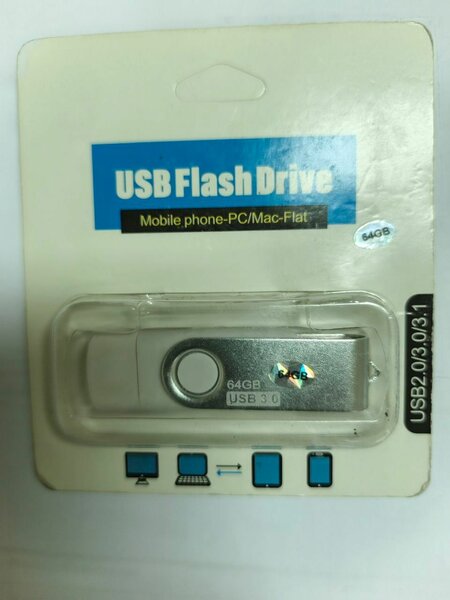 USB Flash Drive
Mobile phone-PC/Mac-Flat
64GB
USB2.0/3.0/3.1
64GB
64GB
USB 3.0